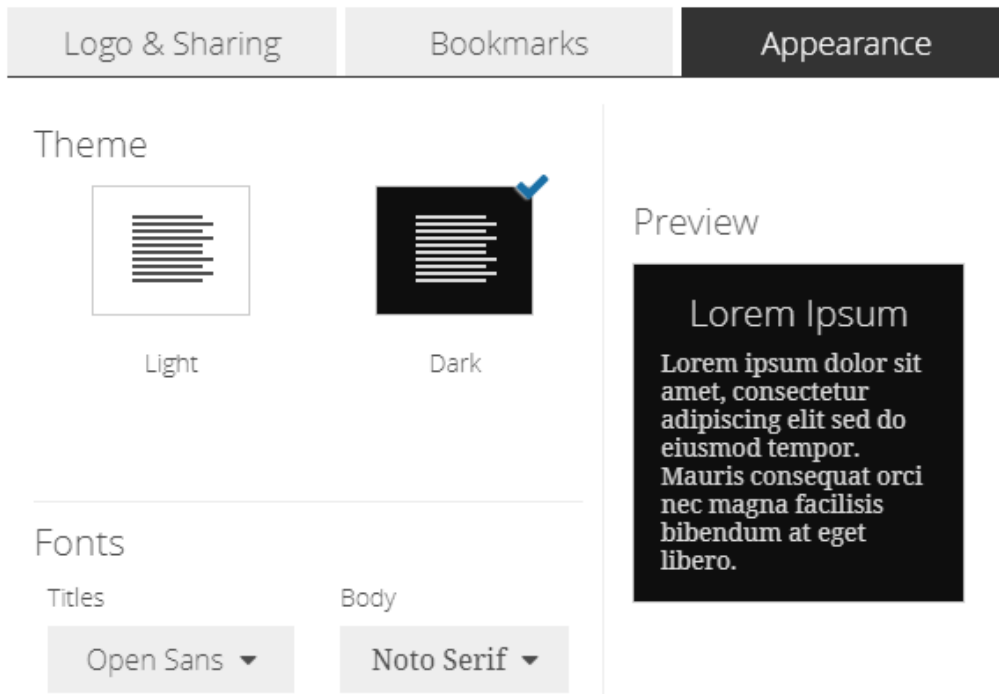 Logo & Sharing
Bookmarks
Appearance
Theme
Light
Dark
Preview
Lorem Ipsum
Lorem ipsum dolor sit
amet, consectetur
adipiscing elit sed do
eiusmod tempor.
Mauris consequat orci
nec magna facilisis
bibendum at eget
libero.
Fonts
Titles
Body
Open Sans
Noto Serif